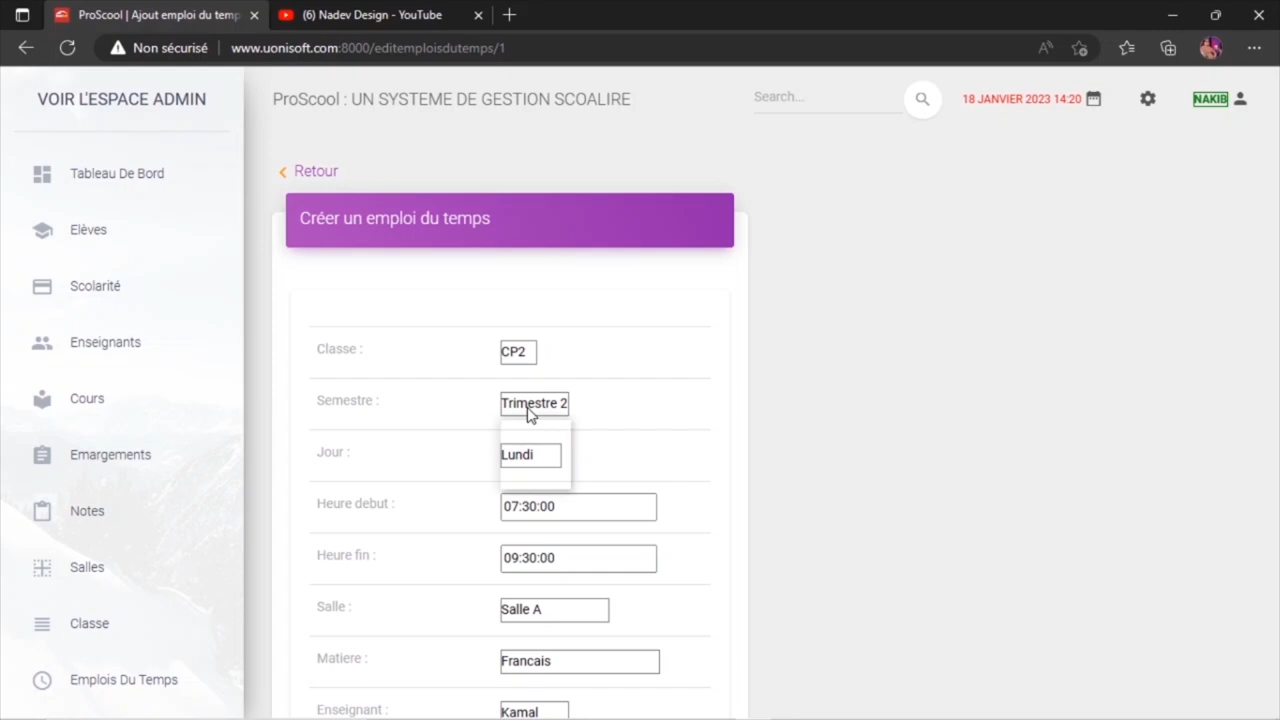 ProScool | Ajout emploi du temp
(6) Nadev Design - YouTube
Non sécurisé
www.uonisoft.com:8000/editemploisdutemps/1
VOIR L'ESPACE ADMIN
ProScool : UN SYSTEME DE GESTION SCOALIRE
Search...
18 JANVIER 2023 14:20
NAKIB
Tableau De Bord
Elèves
Scolarité
Enseignants
Cours
Emargements
Notes
Salles
Classe
Emplois Du Temps
Retour
Créer un emploi du temps
Classe : CP2
Semestre : Trimestre 2
Jour : Lundi
Heure debut : 07:30:00
Heure fin : 09:30:00
Salle : Salle A
Matiere : Francais
Enseignant : Kamal